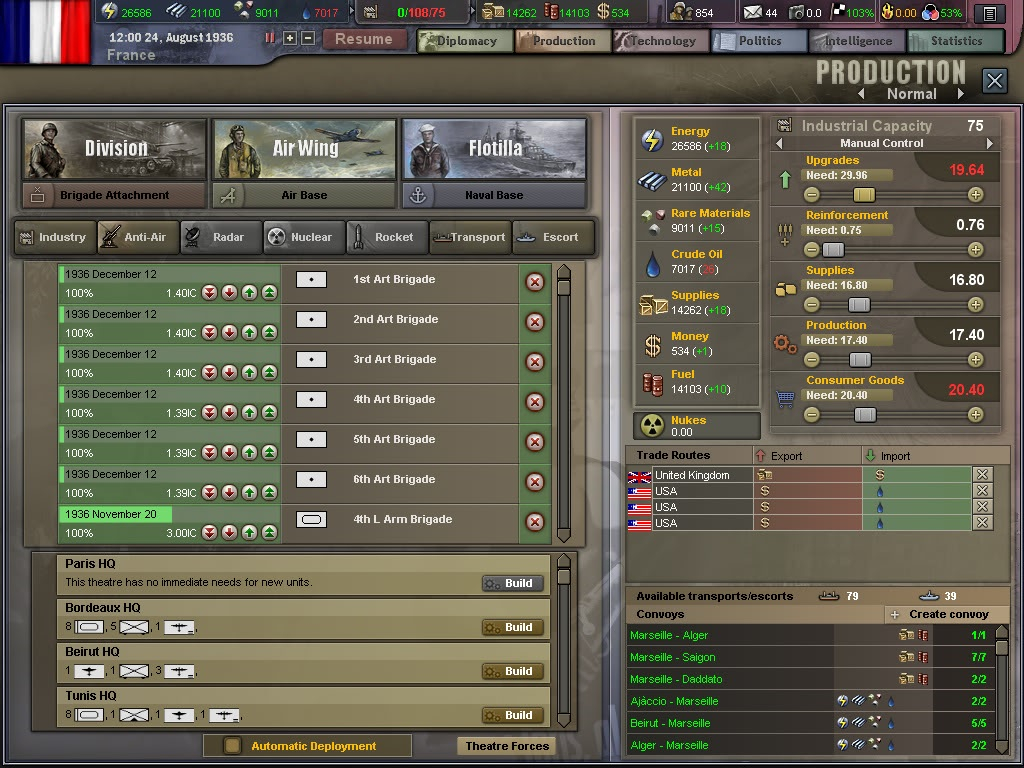 26586 21100 9011 7017 0/108/75 14262 14103 534 854 44 0.0 103% 0.00 53%
12:00 24, August 1936 Resume
France
Diplomacy Production Technology Politics Intelligence Statistics
PRODUCTION
Normal
Division Air Wing Flotilla
Brigade Attachment Air Base Naval Base
Industry Anti-Air Radar Nuclear Rocket Transport Escort
1936 December 12
100% 1.40IC 1st Art Brigade
1936 December 12
100% 1.40IC 2nd Art Brigade
1936 December 12
100% 1.40IC 3rd Art Brigade
1936 December 12
100% 1.39IC 4th Art Brigade
1936 December 12
100% 1.39IC 5th Art Brigade
1936 December 12
100% 1.39IC 6th Art Brigade
1936 November 20
100% 3.00IC 4th L Arm Brigade
Paris HQ
This theatre has no immediate needs for new units. Build
Bordeaux HQ
8 , 5 , 1 , Build
Beirut HQ
1 , 1 , 3 , Build
Tunis HQ
8 , 1 , 1 , 1 , Build
Automatic Deployment Theatre Forces
Energy
26586 (+18)
Metal
21100 (+42)
Rare Materials
9011 (+15)
Crude Oil
7017 (26)
Supplies
14262 (+18)
Money
534 (+1)
Fuel
14103 (+10)
Nukes
0.00
Industrial Capacity 75
Manual Control
Upgrades
Need: 29.96 19.64
Reinforcement
Need: 0.75 0.76
Supplies
Need: 16.80 16.80
Production
Need: 17.40 17.40
Consumer Goods
Need: 20.40 20.40
Trade Routes Export Import
United Kingdom
USA
USA
USA
Available transports/escorts 79 39
Convoys Create convoy
Marseille - Alger 1/1
Marseille - Saigon 7/7
Marseille - Daddato 2/2
Ajàccio - Marseille 2/2
Beirut - Marseille 5/5
Alger - Marseille 2/2